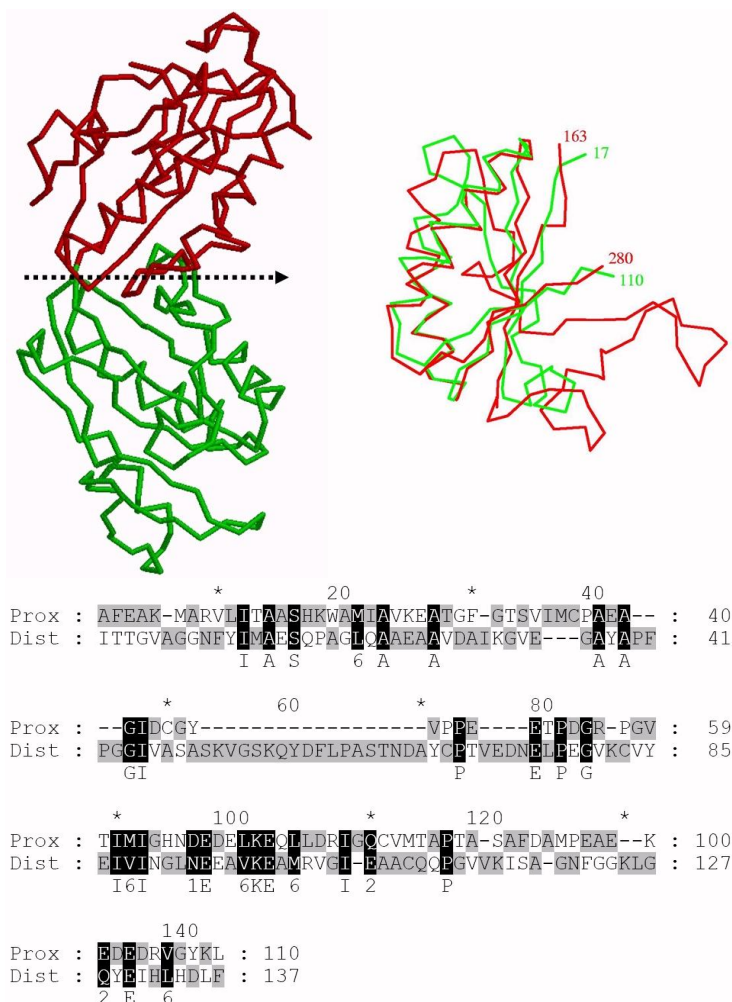 163
17
280
110
* 20 * 40
Prox : AFEAK-MARVLITAASHKWAMIAVKEATGF-GTSVIMCPAEA-- : 40
Dist : ITTGVAGGNFYIMAESQPAGLQAAEAAVDAIKGVE---GAYAPF : 41
I A S 6 A A A A
* 60 * 80
Prox : --GIDCGY------------------VPPE----ETPDGR-PGV : 59
Dist : PGGIVASASKVGSKQYDFLPASTNDAYCPTVEDNELPEGVKCVY : 85
GI P E P G
* 100 * 120 *
Prox : TIMIGHNDEDELKEQLLDRIGQCVMTAPTA-SAFDAMPEAE--K : 100
Dist : EIVINGLNEEAVKEAMRVGI-EAACQQPGVVKISA-GNFGGKLG : 127
I6I 1E 6KE 6 I 2 P
140
Prox : EDEDRVGYKL : 110
Dist : QYEIHLHDLF : 137
2 E 6